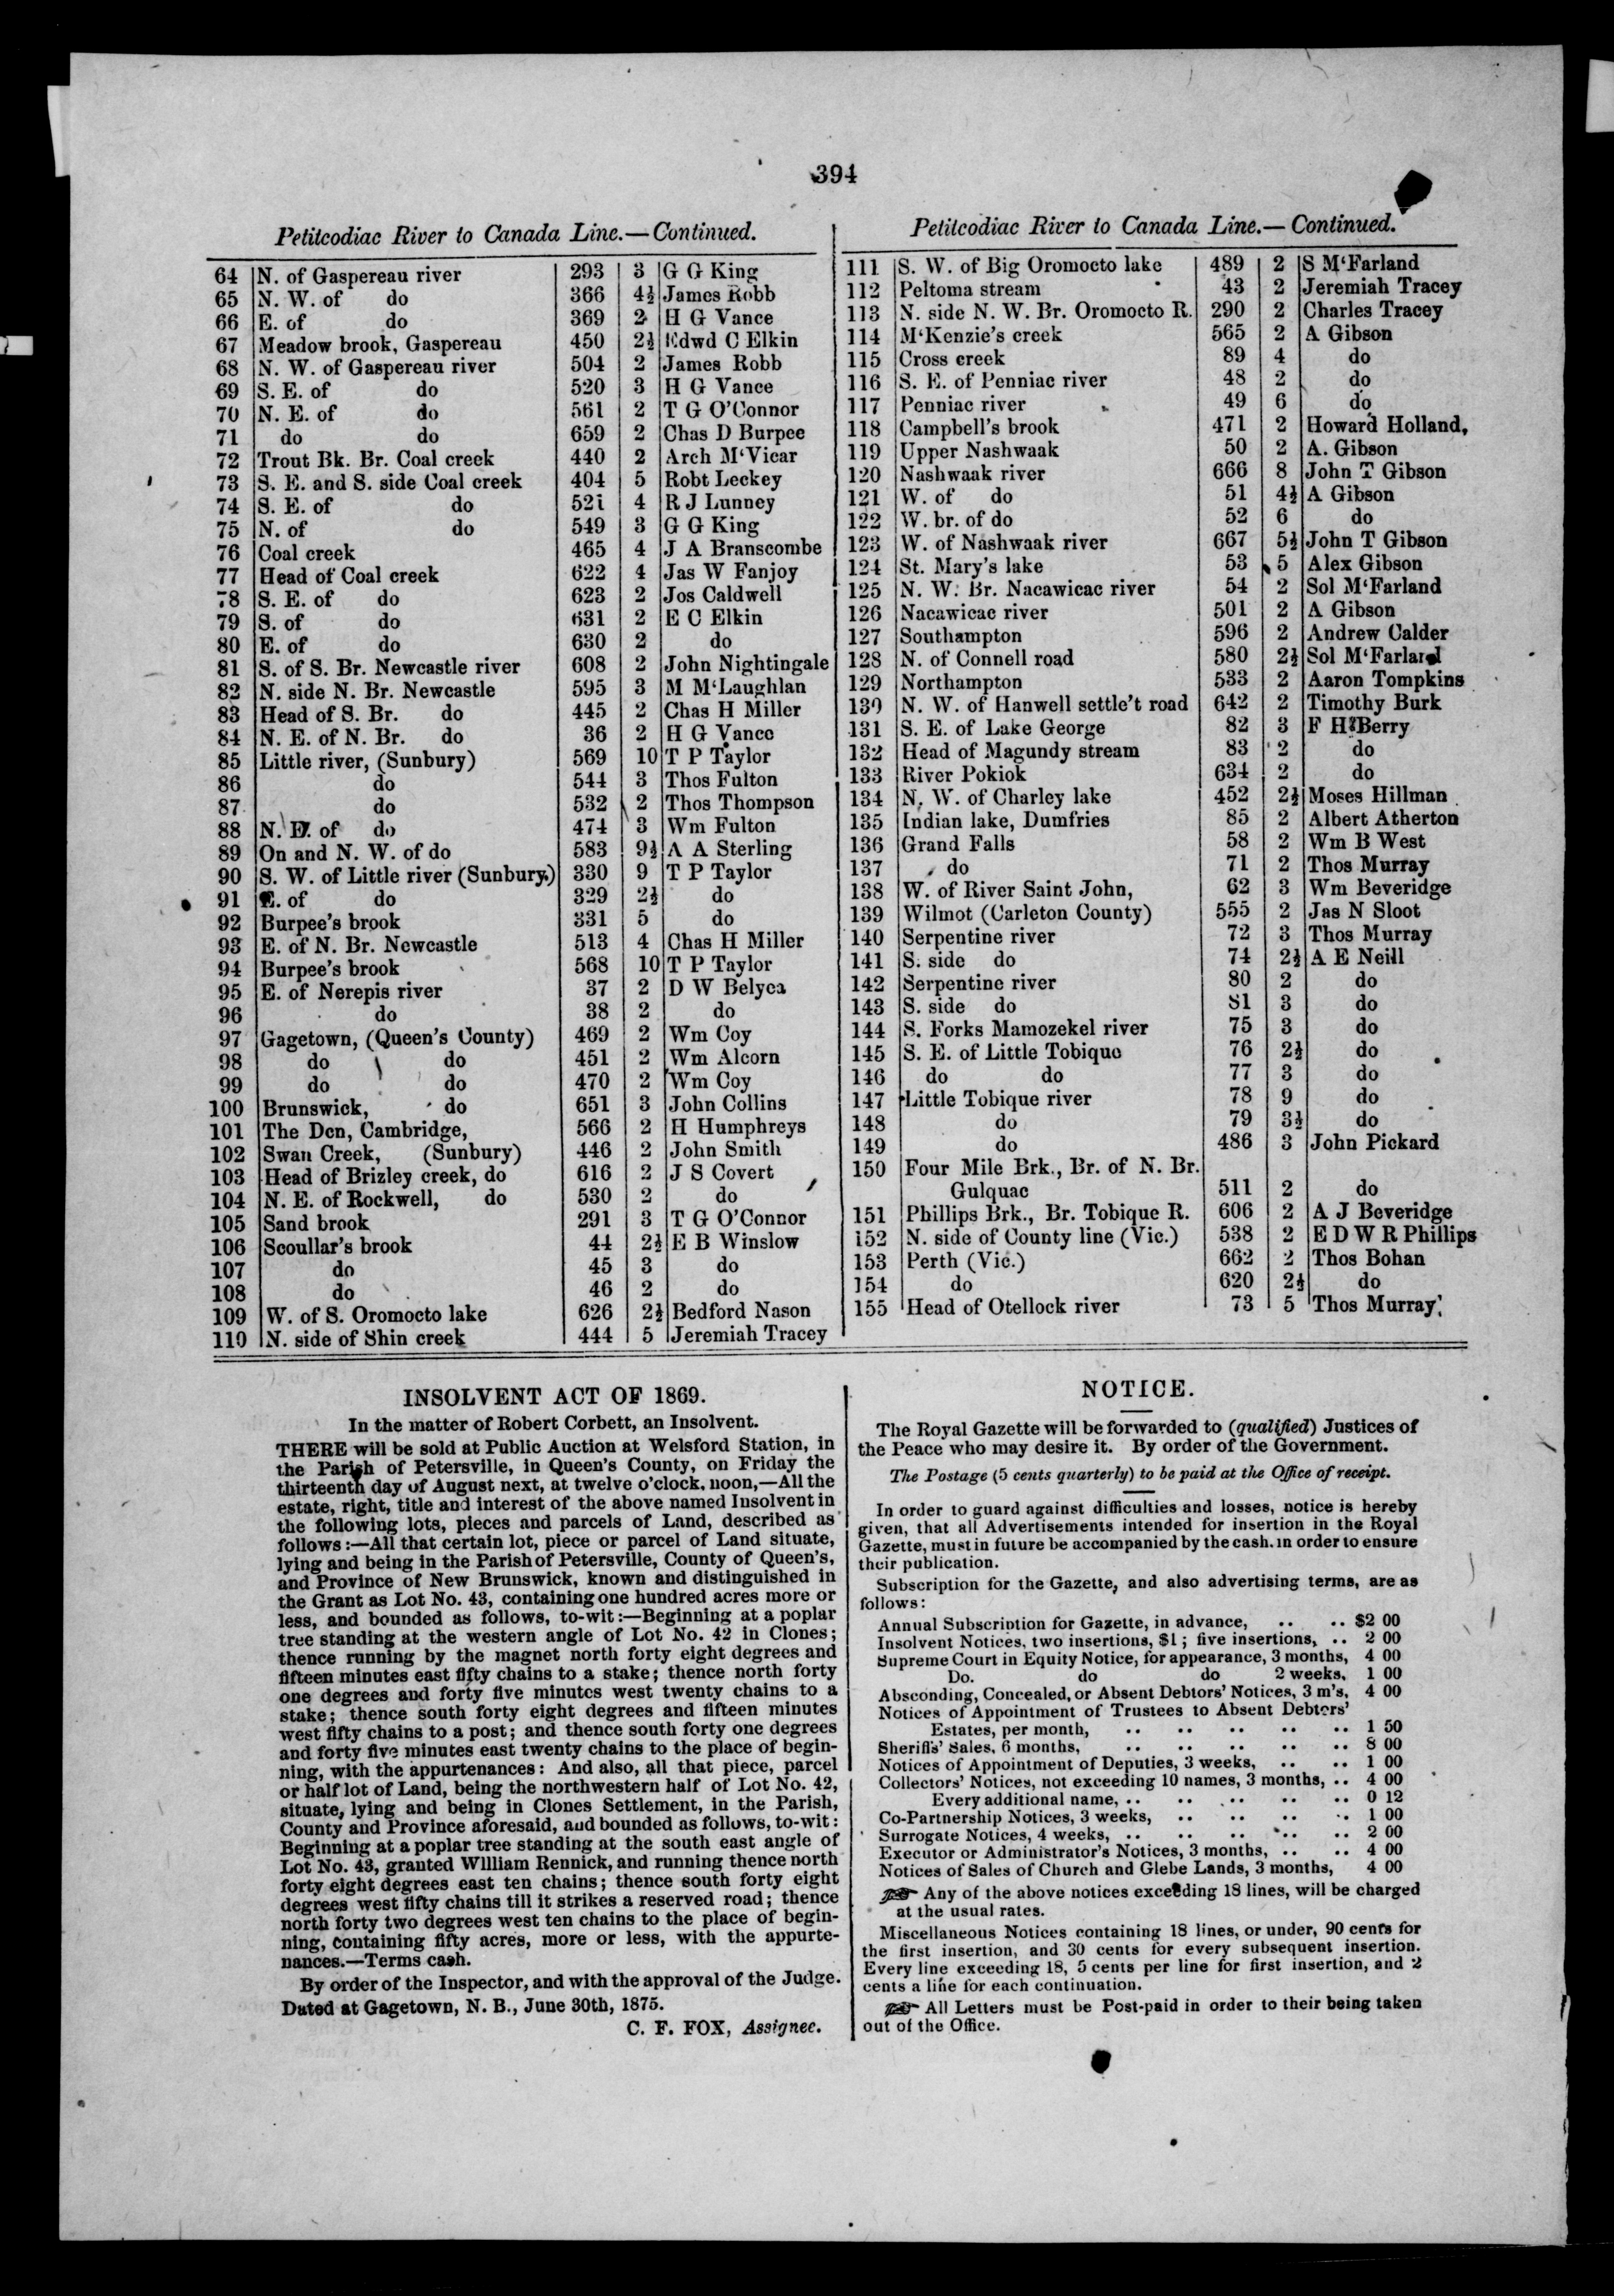 394
Petitcodiac River to Canada Line.—Continued.
64 N. of Gaspereau river 293 3 G G King
65 N. W. of do 366 4½ James Robb
66 E. of do 369 2 H G Vance
67 Meadow brook, Gaspereau 450 2½ Edwd C Elkin
68 N. W. of Gaspereau river 504 2 James Robb
69 S. E. of do 520 3 H G Vance
70 N. E. of do 561 2 T G O'Connor
71 do do 659 2 Chas D Burpee
72 Trout Bk. Br. Coal creek 440 2 Arch M'Vicar
73 S. E. and S. side Coal creek 404 5 Robt Leckey
74 S. E. of do 521 4 R J Lunney
75 N. of do 549 3 G G King
76 Coal creek 465 4 J A Branscombe
77 Head of Coal creek 622 4 Jas W Fanjoy
78 S. E. of do 623 2 Jos Caldwell
79 S. of do 631 2 E C Elkin
80 E. of do 630 2 do
81 S. of S. Br. Newcastle river 608 2 John Nightingale
82 N. side N. Br. Newcastle 595 3 M M'Laughlan
83 Head of S. Br. do 445 2 Chas H Miller
84 N. E. of N. Br. do 36 2 H G Vance
85 Little river, (Sunbury) 569 10 T P Taylor
86 do 544 3 Thos Fulton
87 do 532 2 Thos Thompson
88 N. E. of do 474 3 Wm Fulton
89 On and N. W. of do 583 9½ A A Sterling
90 S. W. of Little river (Sunbury.) 330 9 T P Taylor
91 E. of do 329 2½ do
92 Burpee's brook 331 5 do
93 E. of N. Br. Newcastle 513 4 Chas H Miller
94 Burpee's brook 568 10 T P Taylor
95 E. of Nerepis river 37 2 D W Belyea
96 do 38 2 do
97 Gagetown, (Queen's County) 469 2 Wm Coy
98 do do 451 2 Wm Alcorn
99 do do 470 2 Wm Coy
100 Brunswick, do 651 3 John Collins
101 The Den, Cambridge, 566 2 H Humphreys
102 Swan Creek, (Sunbury) 446 2 John Smith
103 Head of Brizley creek, do 616 2 J S Covert
104 N. E. of Rockwell, do 530 2 do
105 Sand brook 291 3 T G O'Connor
106 Scoullar's brook 44 2½ E B Winslow
107 do 45 3 do
108 do 46 2 do
109 W. of S. Oromocto lake 626 2½ Bedford Nason
110 N. side of Shin creek 444 5 Jeremiah Tracey
Petitcodiac River to Canada Line.—Continued.
111 S. W. of Big Oromocto lake 489 2 S M'Farland
112 Peltoma stream 43 2 Jeremiah Tracey
113 N. side N. W. Br. Oromocto R. 290 2 Charles Tracey
114 M'Kenzie's creek 565 2 A Gibson
115 Cross creek 89 4 do
116 S. E. of Penniac river 48 2 do
117 Penniac river 49 6 do
118 Campbell's brook 471 2 Howard Holland,
119 Upper Nashwaak 50 2 A. Gibson
120 Nashwaak river 666 8 John T Gibson
121 W. of do 51 4½ A Gibson
122 W. br. of do 52 6 do
123 W. of Nashwaak river 667 5½ John T Gibson
124 St. Mary's lake 53 5 Alex Gibson
125 N. W. Br. Nacawicac river 54 2 Sol M'Farland
126 Nacawicac river 501 2 A Gibson
127 Southampton 596 2 Andrew Calder
128 N. of Connell road 580 2½ Sol M'Farland
129 Northampton 533 2 Aaron Tompkins
130 N. W. of Hanwell settle't road 642 2 Timothy Burk
131 S. E. of Lake George 82 3 F H Berry
132 Head of Magundy stream 83 2 do
133 River Pokiok 634 2 do
134 N. W. of Charley lake 452 2½ Moses Hillman
135 Indian lake, Dumfries 85 2 Albert Atherton
136 Grand Falls 58 2 Wm B West
137 do 71 2 Thos Murray
138 W. of River Saint John, 62 3 Wm Beveridge
139 Wilmot (Carleton County) 555 2 Jas N Sloot
140 Serpentine river 72 3 Thos Murray
141 S. side do 74 2½ A E Neill
142 Serpentine river 80 2 do
143 S. side do 81 3 do
144 S. Forks Mamozekel river 75 3 do
145 S. E. of Little Tobique 76 2½ do
146 do do 77 3 do
147 Little Tobique river 78 9 do
148 do 79 3½ do
149 do 486 3 John Pickard
150 Four Mile Brk., Br. of N. Br.
Gulquac 511 2 do
151 Phillips Brk., Br. Tobique R. 606 2 A J Beveridge
152 N. side of County line (Vic.) 538 2 E D W R Phillips
153 Perth (Vic.) 662 2 Thos Bohan
154 do 620 2½ do
155 Head of Otellock river 73 5 Thos Murray
INSOLVENT ACT OF 1869.
In the matter of Robert Corbett, an Insolvent.
THERE will be sold at Public Auction at Welsford Station, in
the Parish of Petersville, in Queen's County, on Friday the
thirteenth day of August next, at twelve o'clock, noon,—All the
estate, right, title and interest of the above named Insolvent in
the following lots, pieces and parcels of Land, described as
follows:—All that certain lot, piece or parcel of Land situate,
lying and being in the Parish of Petersville, County of Queen's,
and Province of New Brunswick, known and distinguished in
the Grant as Lot No. 43, containing one hundred acres more or
less, and bounded as follows, to-wit:—Beginning at a poplar
tree standing at the western angle of Lot No. 42 in Clones;
thence running by the magnet north forty eight degrees and
fifteen minutes east fifty chains to a stake; thence north forty
one degrees and forty five minutes west twenty chains to a
stake; thence south forty eight degrees and fifteen minutes
west fifty chains to a post; and thence south forty one degrees
and forty five minutes east twenty chains to the place of begin-
ning, with the appurtenances: And also, all that piece, parcel
or half lot of Land, being the northwestern half of Lot No. 42,
situate, lying and being in Clones Settlement, in the Parish,
County and Province aforesaid, and bounded as follows, to-wit:
Beginning at a poplar tree standing at the south east angle of
Lot No. 43, granted William Rennick, and running thence north
forty eight degrees east ten chains; thence south forty eight
degrees west fifty chains till it strikes a reserved road; thence
north forty two degrees west ten chains to the place of begin-
ning, containing fifty acres, more or less, with the appurte-
nances.—Terms cash.
By order of the Inspector, and with the approval of the Judge.
Dated at Gagetown, N. B., June 30th, 1875.
C. F. FOX, Assignee.
NOTICE.
The Royal Gazette will be forwarded to (qualified) Justices of
the Peace who may desire it. By order of the Government.
The Postage (5 cents quarterly) to be paid at the Office of receipt.
In order to guard against difficulties and losses, notice is hereby
given, that all Advertisements intended for insertion in the Royal
Gazette, must in future be accompanied by the cash. in order to ensure
their publication.
Subscription for the Gazette, and also advertising terms, are as
follows:
Annual Subscription for Gazette, in advance, .. .. $2 00
Insolvent Notices, two insertions, $1; five insertions, .. 2 00
Supreme Court in Equity Notice, for appearance, 3 months, 4 00
Do. do do 2 weeks, 1 00
Absconding, Concealed, or Absent Debtors' Notices, 3 m's, 4 00
Notices of Appointment of Trustees to Absent Debtors'
Estates, per month, .. .. .. .. .. 1 50
Sheriffs' Sales, 6 months, .. .. .. .. .. 8 00
Notices of Appointment of Deputies, 3 weeks, .. .. 1 00
Collectors' Notices, not exceeding 10 names, 3 months, .. 4 00
Every additional name, .. .. .. .. .. 0 12
Co-Partnership Notices, 3 weeks, .. .. .. .. 1 00
Surrogate Notices, 4 weeks, .. .. .. .. .. 2 00
Executor or Administrator's Notices, 3 months, .. .. 4 00
Notices of Sales of Church and Glebe Lands, 3 months, 4 00
☞ Any of the above notices exceeding 18 lines, will be charged
at the usual rates.
Miscellaneous Notices containing 18 lines, or under, 90 cents for
the first insertion, and 30 cents for every subsequent insertion.
Every line exceeding 18, 5 cents per line for first insertion, and 2
cents a line for each continuation.
☞ All Letters must be Post-paid in order to their being taken
out of the Office.